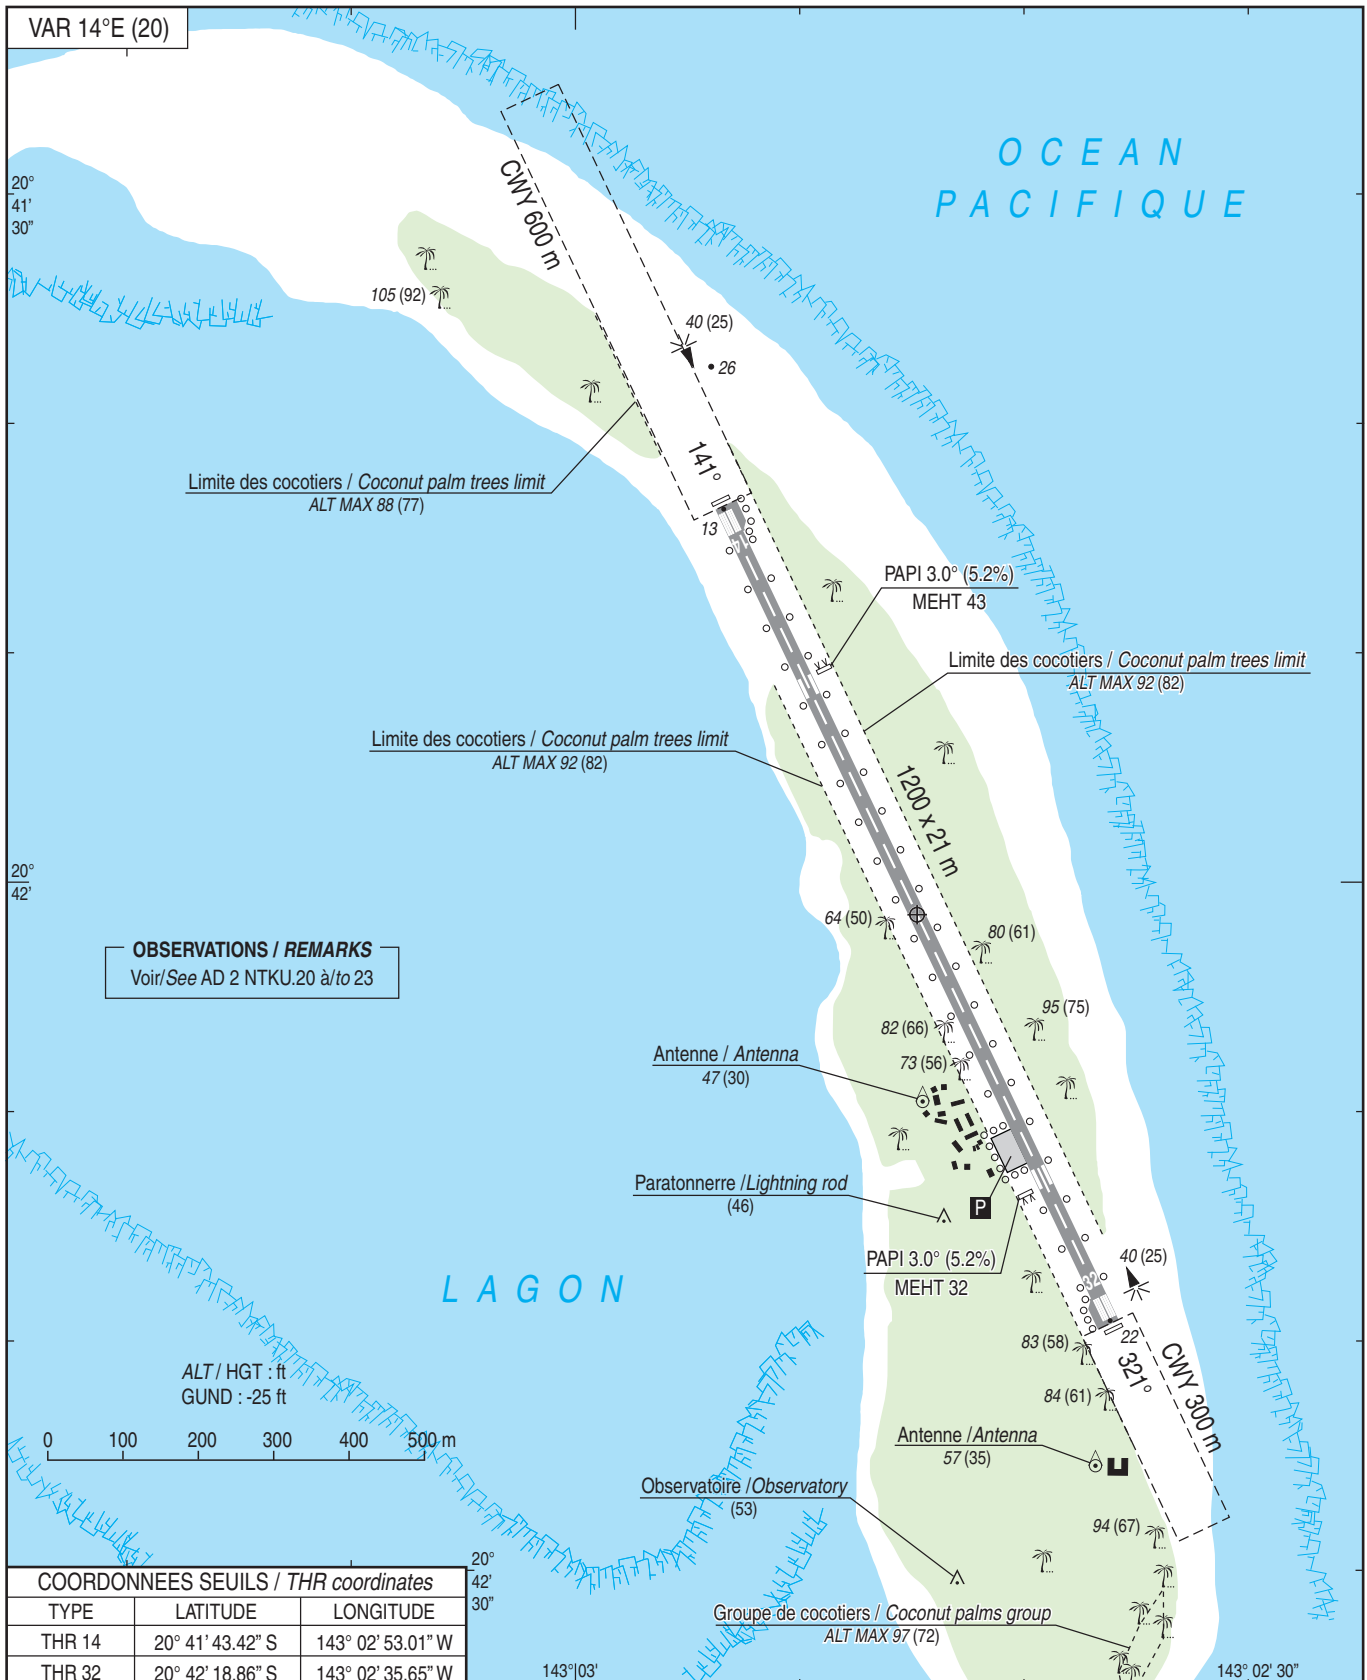 VAR 14°E (20)
OCEAN
PACIFIQUE
20°
41'
30"
CWY 600 m
105 (92)
40 (25)
26
141°
Limite des cocotiers / Coconut palm trees limit
ALT MAX 88 (77)
13
14
PAPI 3.0° (5.2%)
MEHT 43
Limite des cocotiers / Coconut palm trees limit
ALT MAX 92 (82)
Limite des cocotiers / Coconut palm trees limit
ALT MAX 92 (82)
1200 x 21 m
20°
42'
64 (50)
80 (61)
OBSERVATIONS / REMARKS
Voir/See AD 2 NTKU.20 à/to 23
95 (75)
82 (66)
Antenne / Antenna
47 (30)
73 (56)
Paratonnerre /Lightning rod
(46)
P
PAPI 3.0° (5.2%)
MEHT 32
40 (25)
LAGON
32
22
83 (58)
321°
CWY 300 m
ALT / HGT : ft
GUND : -25 ft
84 (61)
0 100 200 300 400 500 m
Antenne /Antenna
57 (35)
Observatoire /Observatory
(53)
94 (67)
20°
42'
30"
COORDONNEES SEUILS / THR coordinates
TYPE LATITUDE LONGITUDE
THR 14 20° 41' 43.42" S 143° 02' 53.01" W
THR 32 20° 42' 18.86" S 143° 02' 35.65" W
Groupe de cocotiers / Coconut palms group
ALT MAX 97 (72)
143° 03'
143° 02' 30"